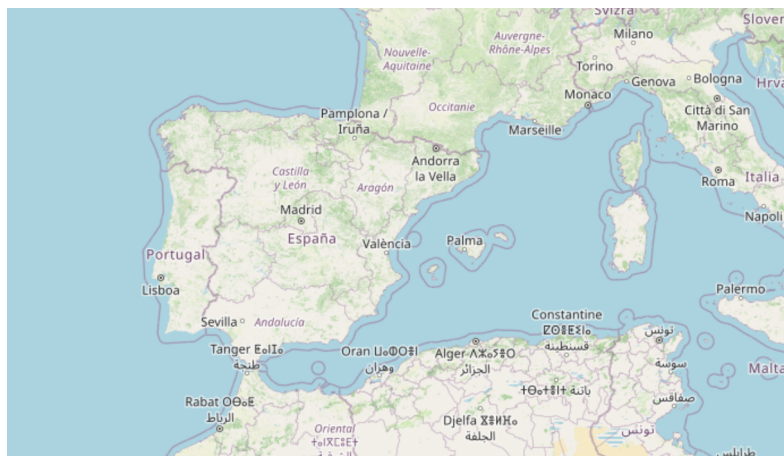 Svizra
Slover
Milano
Auvergne-
Rhône-Alpes
Nouvelle-
Aquitaine
Torino
Genova
Bologna
Hrva
Monaco
Occitanie
Pamplona /
Iruña
Marseille
Città di San
Marino
Andorra
la Vella
Castilla
y León
Aragón
Italia
Roma
Madrid
Napoli
España
València
Palma
Portugal
Lisboa
Palermo
Sevilla
Andalucía
Constantine
ⵇⵙⵏⵟⵉⵏⴰ
قسنطينة
تونس
Tanger ⵟⴰⵏⵊⴰ
طنجة
Oran
وهران
Alger
الجزائر
سوسة
Malta
باتنة
صفاقس
Rabat ⵔⴱⴰⵟ
الرباط
Djelfa
الجلفة
تونس
Oriental
طرابلس